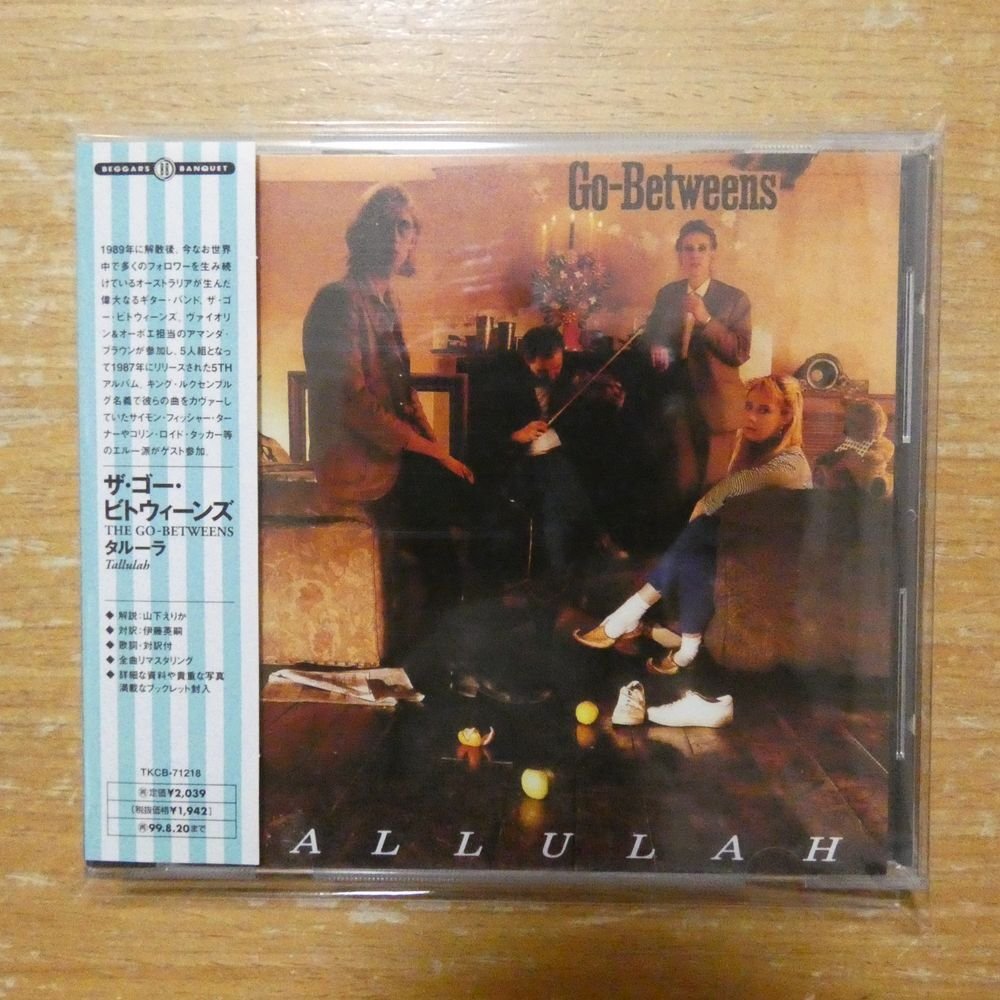 BEGGARS BANQUET
1989年に解散後、今なお世界
中で多くのフォロワーを生み続
けているオーストラリアが生んだ
偉大なるギター・バンド、ザ・ゴ
ー・ビトウィーンズ。ヴァイオリ
ン&オーボエ担当のアマンダ・
ブラウンが参加し、5人組となっ
て1987年にリリースされた5TH
アルバム。キング・ルクセンブル
グ名義で彼らの曲をカヴァーし
ていたサイモン・フィッシャー・ター
ナーやコリン・ロイド・タッカー等
のエル一派がゲスト参加。
ザ・ゴー・
ビトウィーンズ
THE GO-BETWEENS
タルーラ
Tallulah
◆ 解説:山下えりか
◆ 対訳:伊藤英嗣
◆ 歌詞・対訳付
◆ 全曲リマスタリング
◆ 詳細な資料や貴重な写真
満載なブックレット封入
TKCB-71218
㊢定価¥2,039
(税抜価格¥1,942)
㊢99.8.20まで
Go-Betweens
ALLULAH